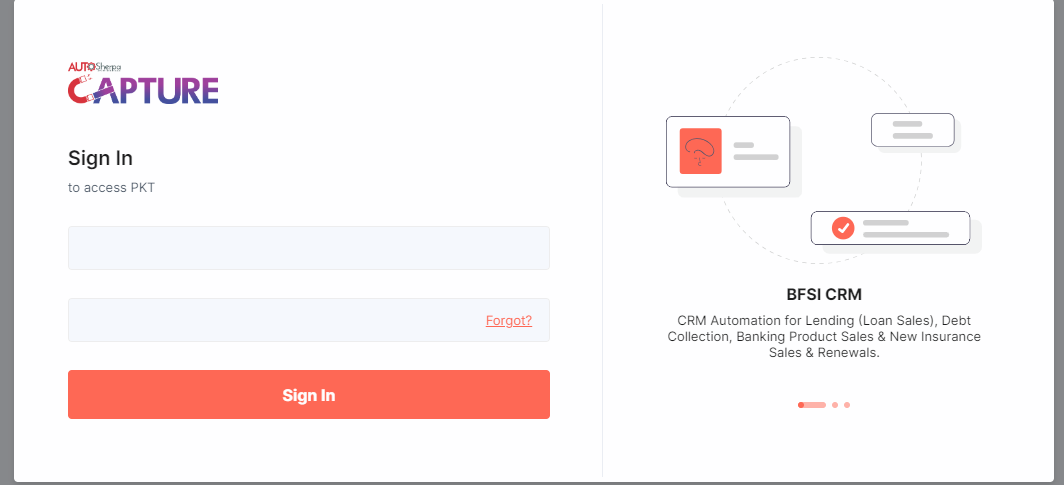 AUTOSherpa
CAPTURE
Sign In
to access PKT
Forgot?
Sign In
BFSI CRM
CRM Automation for Lending (Loan Sales), Debt
Collection, Banking Product Sales & New Insurance
Sales & Renewals.